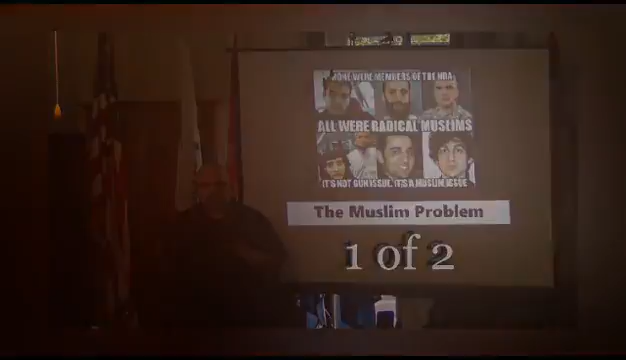 NONE WERE MEMBERS OF THE NRA
ALL WERE RADICAL MUSLIMS
IT'S NOT GUN ISSUE, IT'S A MUSLIM ISSUE
The Muslim Problem
1 of 2